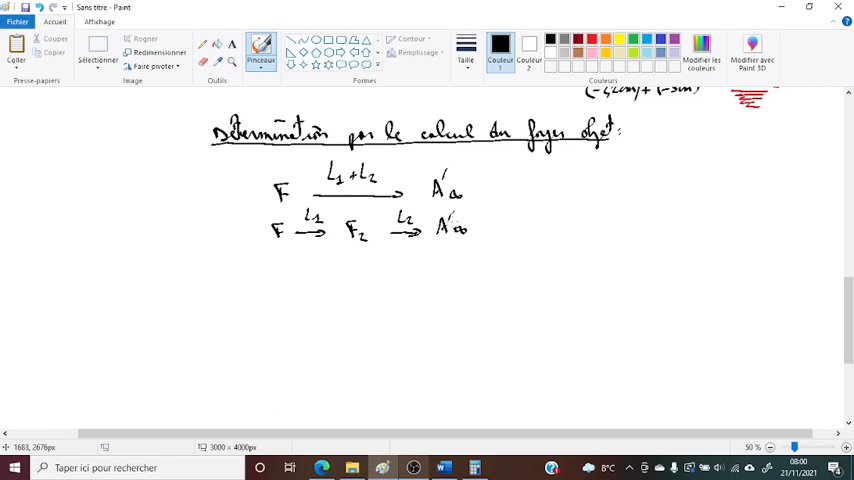 Sans titre - Paint
Fichier Accueil Affichage
Coller
Couper
Copier
Presse-papiers
Sélectionner
Rogner
Redimensionner
Faire pivoter
Image
Outils
Pinceaux
Contour
Remplissage
Formes
Taille
Couleur 1
Couleur 2
Modifier les couleurs
Couleurs
Modifier avec Paint 3D
Détermination par le calcul du foyer objet:
F L₁+L₂ A'∞
F L₁ F₂ L₂ A'∞
1683, 2676px
3000 × 4000px
50 %
Taper ici pour rechercher
8°C
08:00
21/11/2021
4